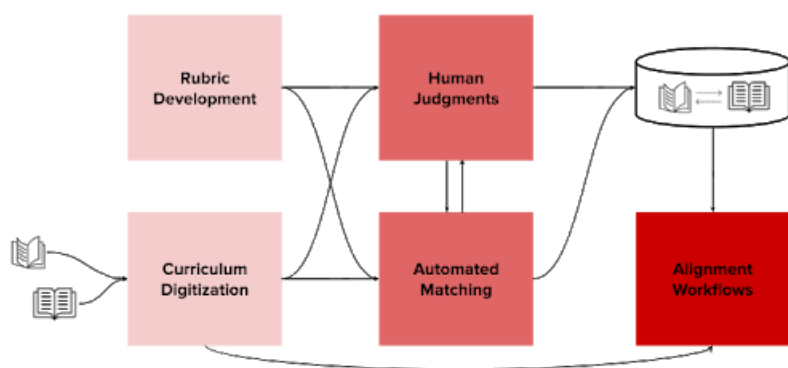 Rubric
Development
Human
Judgments
Curriculum
Digitization
Automated
Matching
Alignment
Workflows